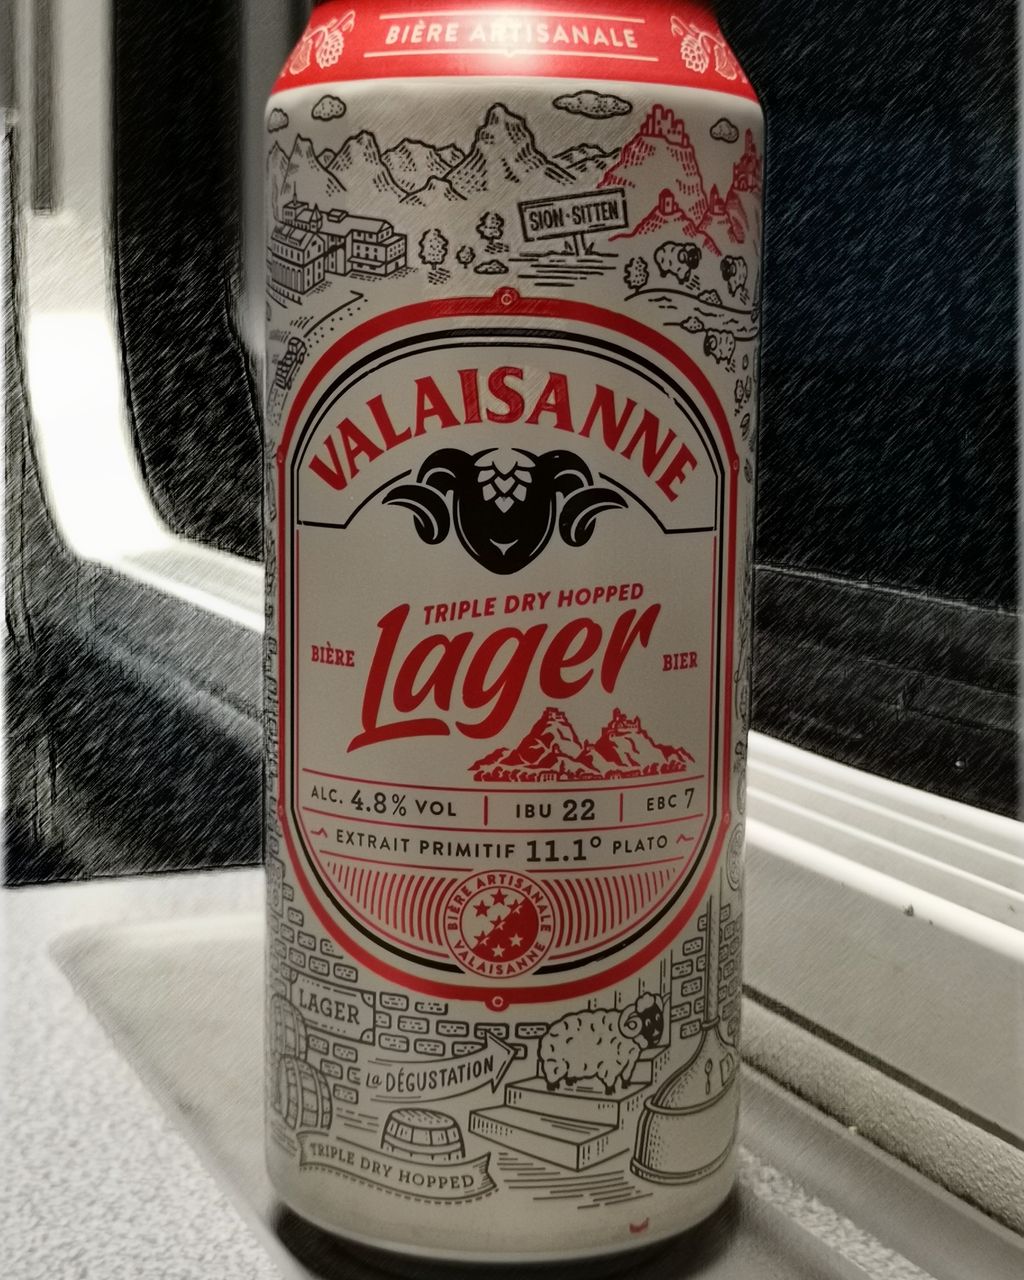 BIÈRE ARTISANALE
SION-SITTEN
VALAISANNE
TRIPLE DRY HOPPED
BIÈRE Lager BIER
ALC. 4.8% VOL | IBU 22 | EBC 7
EXTRAIT PRIMITIF 11.1° PLATO
BIÈRE ARTISANALE
VALAISANNE
LAGER
La DÉGUSTATION
TRIPLE DRY HOPPED